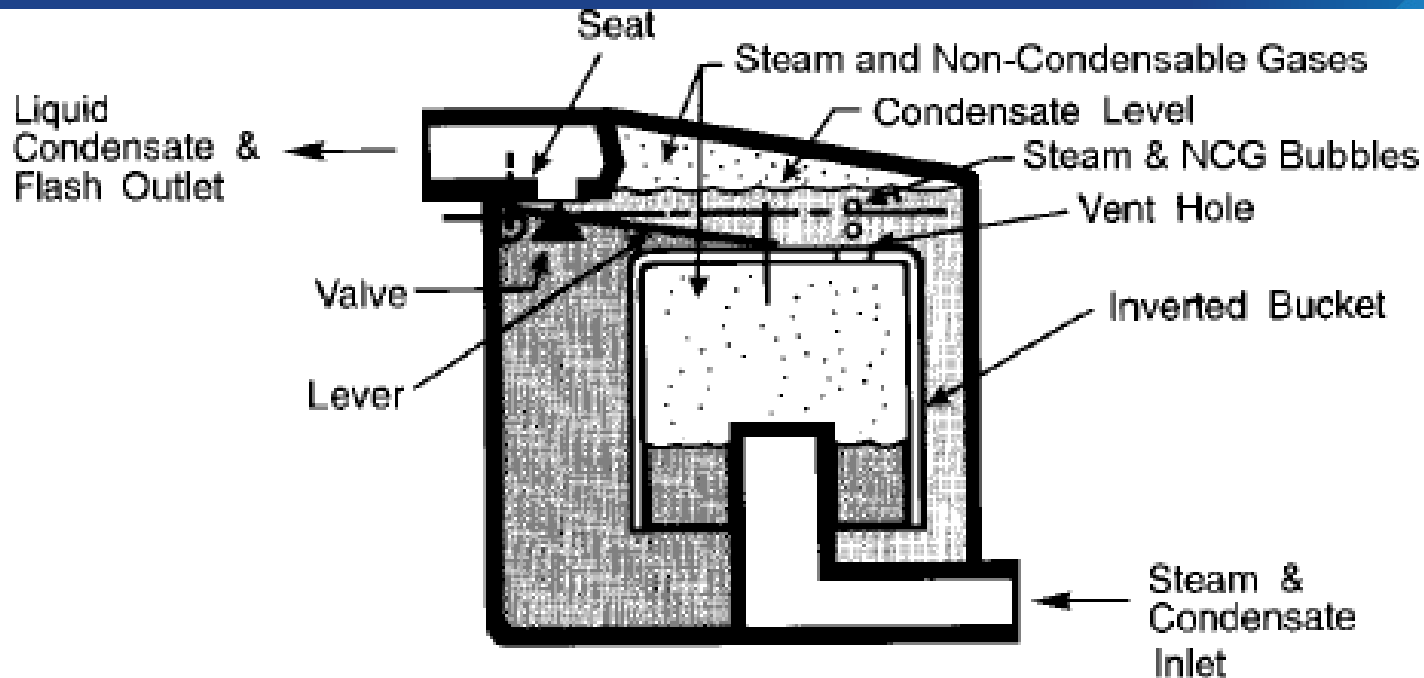 Seat
Steam and Non-Condensable Gases
Liquid
Condensate &
Flash Outlet
Condensate Level
Steam & NCG Bubbles
Vent Hole
Valve
Inverted Bucket
Lever
Steam &
Condensate
Inlet